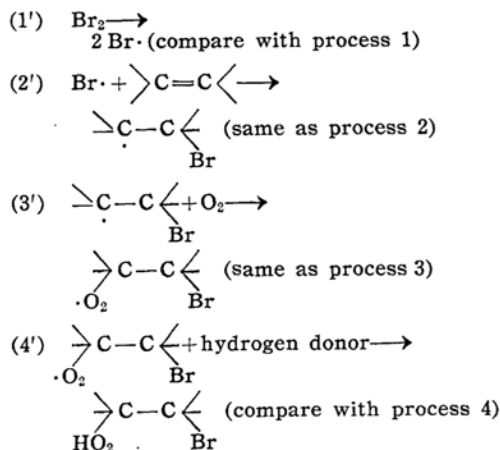 (1′) Br₂⟶
2 Br· (compare with process 1)
(2′) Br·+ >C=C< ⟶
>C—C< (same as process 2)
·
Br
(3′) >C—C< +O₂⟶
·
Br
>C—C< (same as process 3)
·O₂ Br
(4′) >C—C< +hydrogen donor⟶
·O₂ Br
>C—C< (compare with process 4)
HO₂ Br